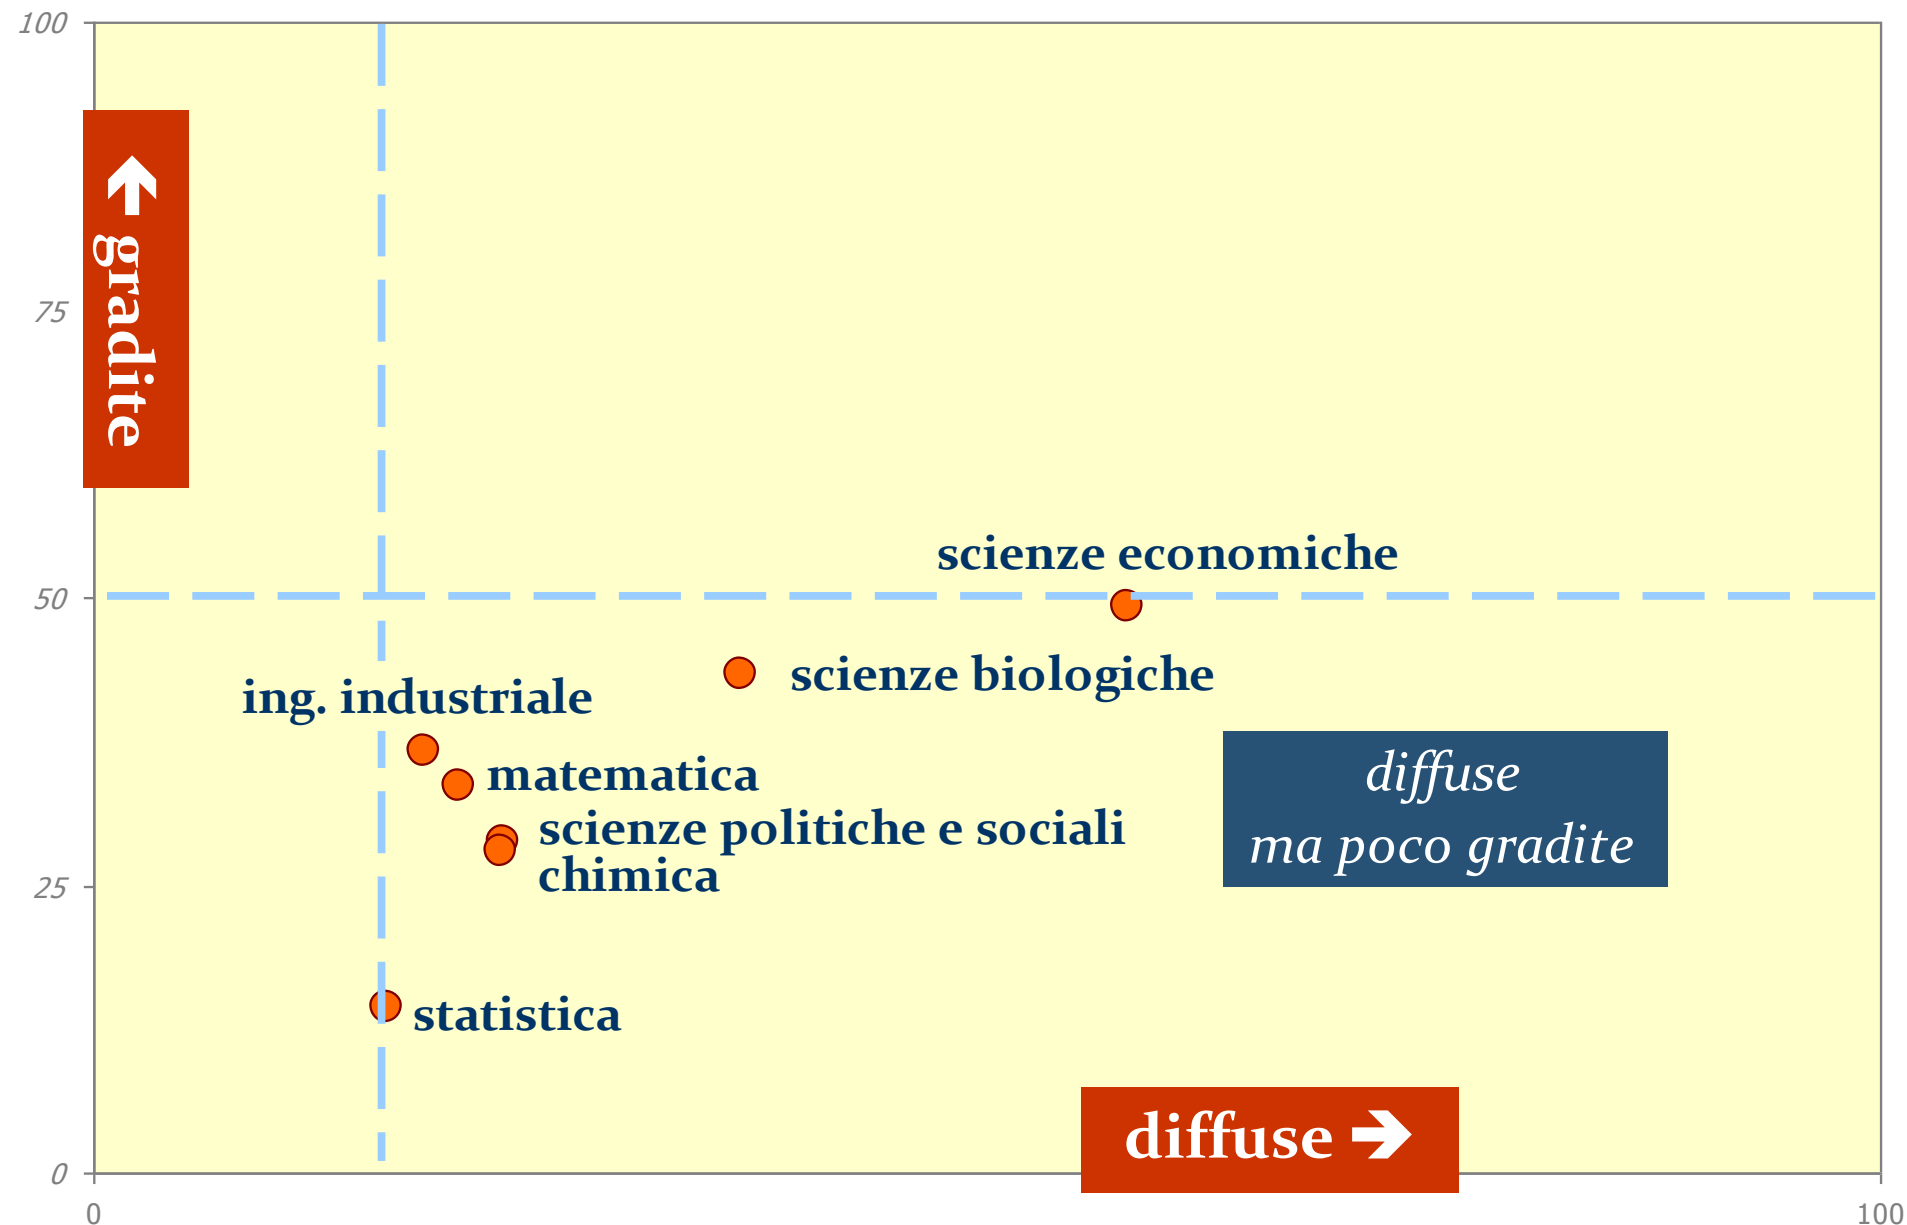 100
🡨 gradite
75
scienze economiche
50
scienze biologiche
ing. industriale
diffuse
ma poco gradite
matematica
scienze politiche e sociali
chimica
25
statistica
diffuse 🡪
0
0
100